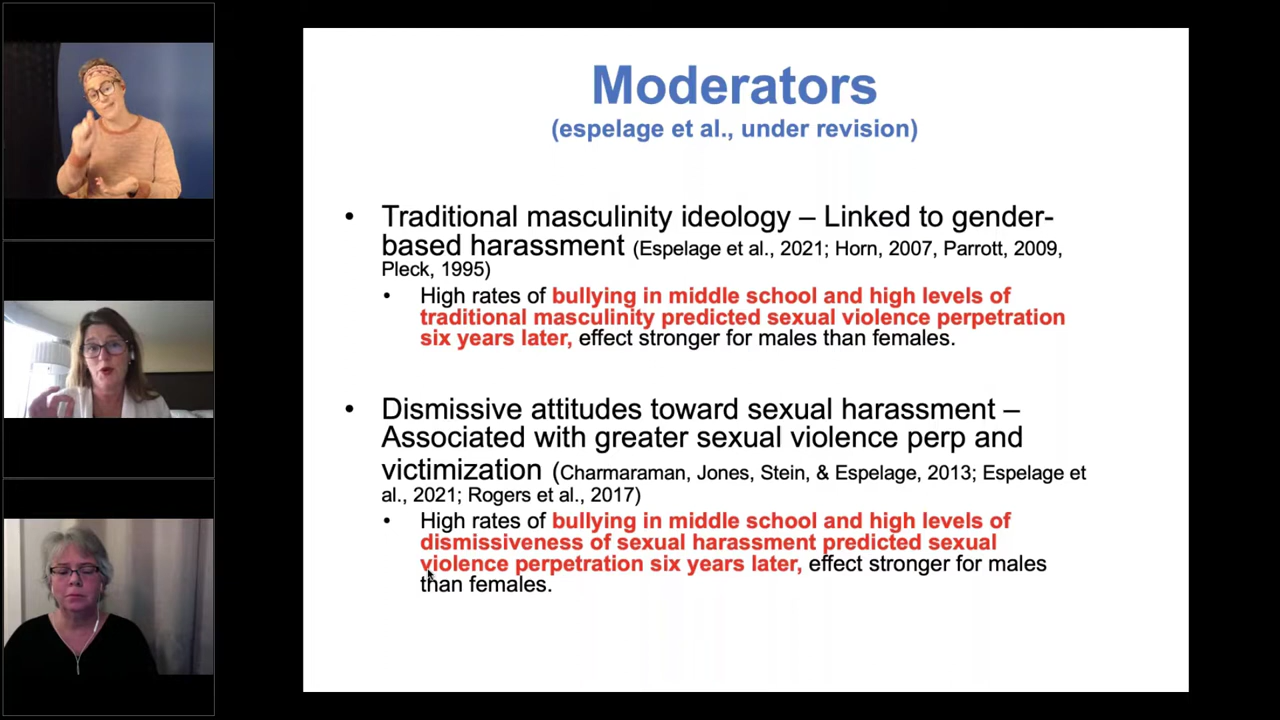 Moderators
(espelage et al., under revision)
• Traditional masculinity ideology – Linked to gender-
based harassment (Espelage et al., 2021; Horn, 2007, Parrott, 2009,
Pleck, 1995)
• High rates of bullying in middle school and high levels of
traditional masculinity predicted sexual violence perpetration
six years later, effect stronger for males than females.
• Dismissive attitudes toward sexual harassment –
Associated with greater sexual violence perp and
victimization (Charmaraman, Jones, Stein, & Espelage, 2013; Espelage et
al., 2021; Rogers et al., 2017)
• High rates of bullying in middle school and high levels of
dismissiveness of sexual harassment predicted sexual
violence perpetration six years later, effect stronger for males
than females.